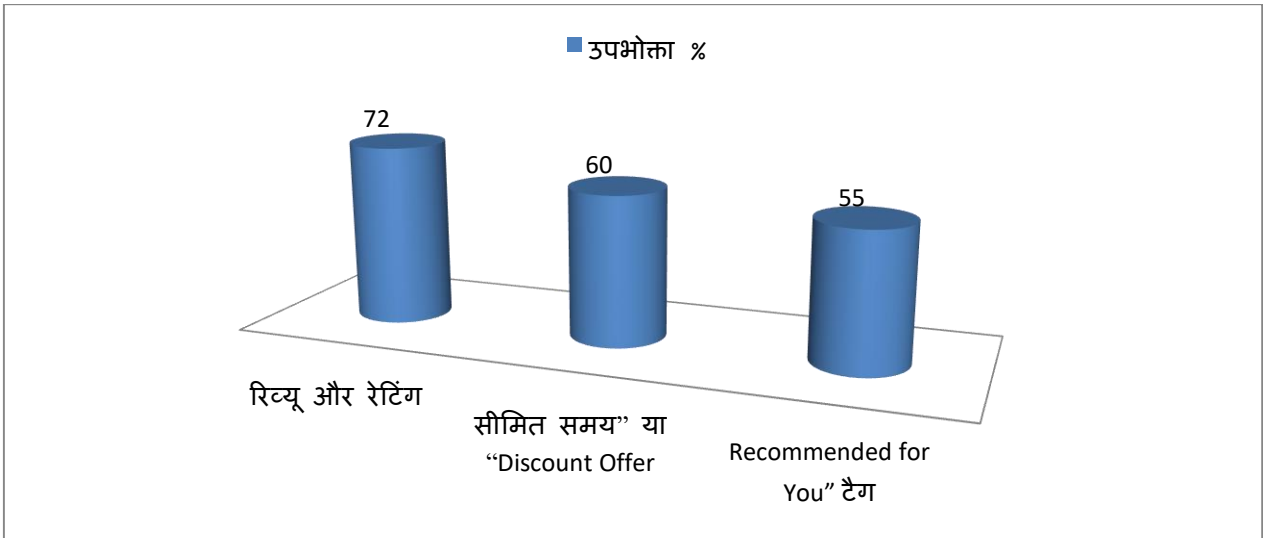 उपभोक्ता %
72
60
55
रिव्यू और रेटिंग
सीमित समय” या
“Discount Offer
Recommended for
You” टैग